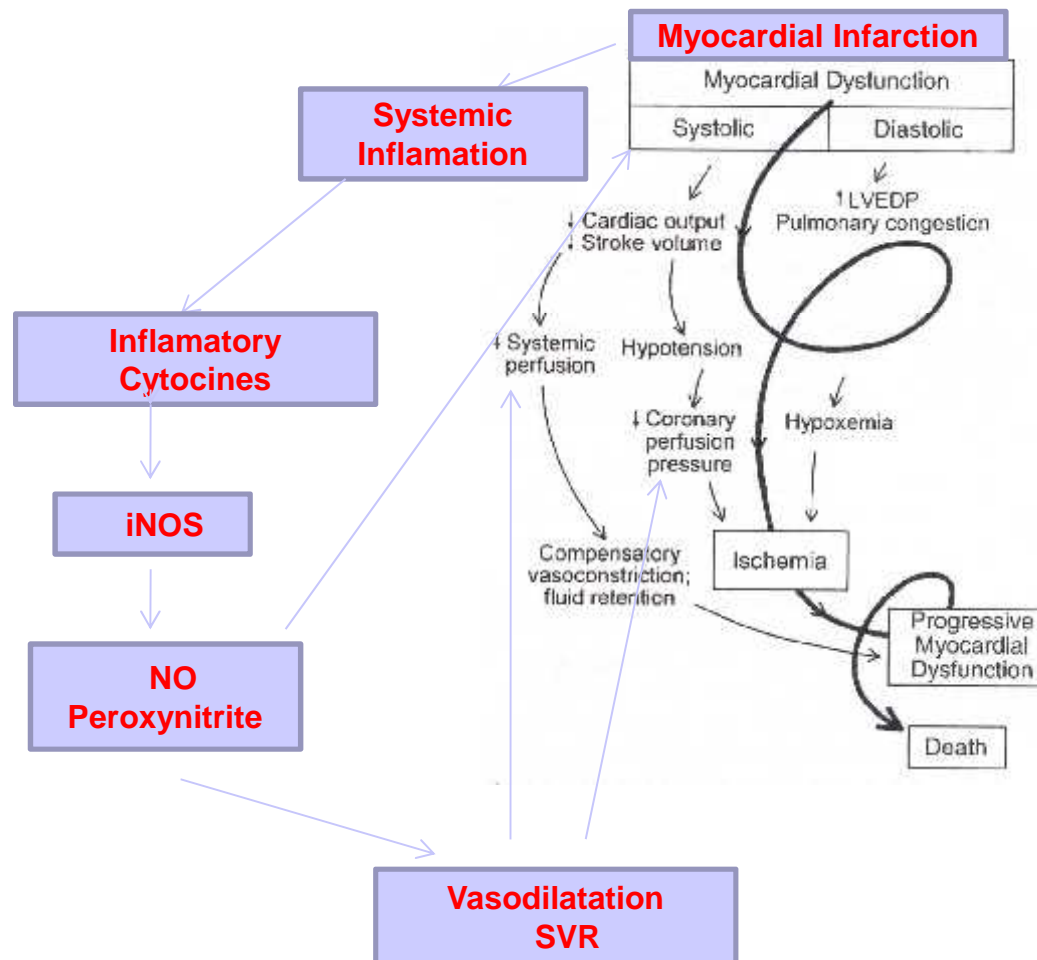 Myocardial Infarction
Myocardial Dysfunction
Systolic
Diastolic
Systemic
Inflamation
↑LVEDP
Pulmonary congestion
↓ Cardiac output
↓ Stroke volume
Inflamatory
Cytocines
↓ Systemic
perfusion
Hypotension
↓ Coronary
perfusion
pressure
Hypoxemia
iNOS
Compensatory
vasoconstriction;
fluid retention
Ischemia
NO
Peroxynitrite
Progressive
Myocardial
Dysfunction
Death
Vasodilatation
SVR